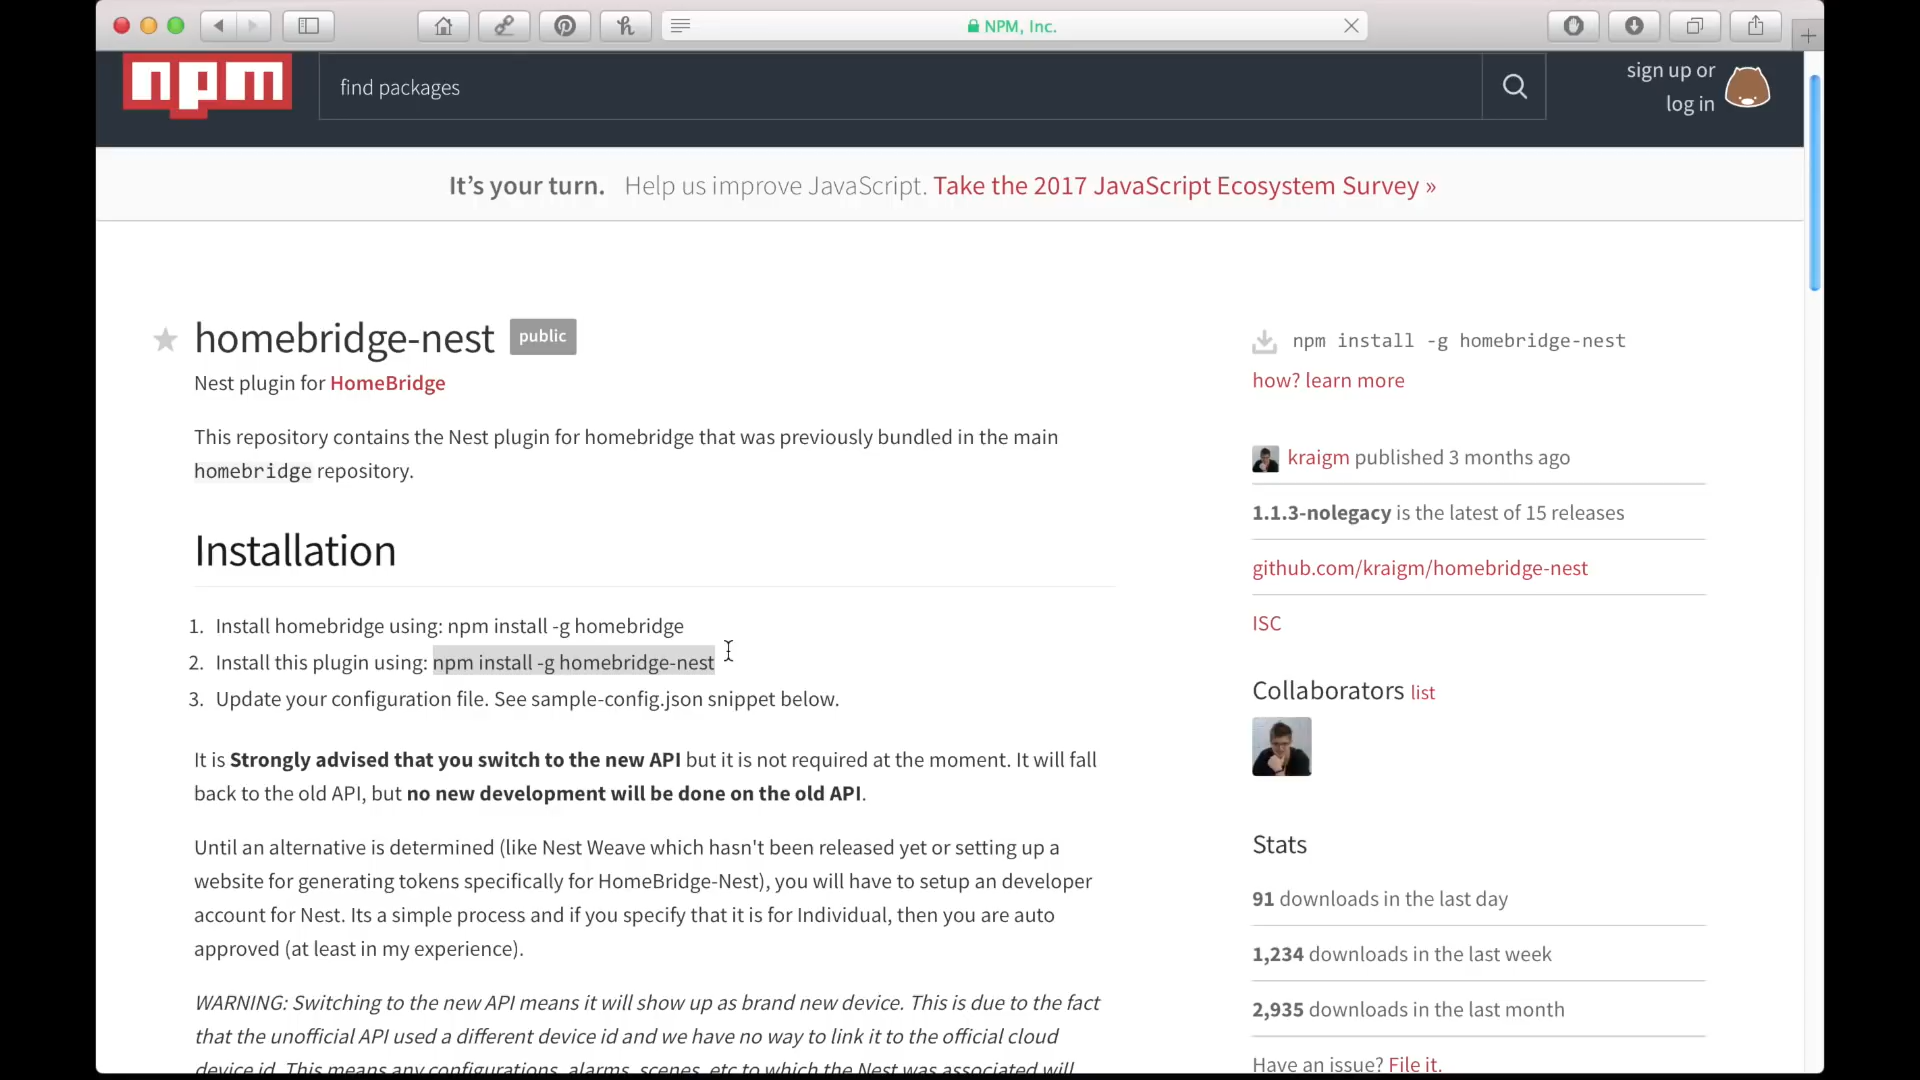 NPM, Inc.
npm
find packages
sign up or
log in
It's your turn. Help us improve JavaScript. Take the 2017 JavaScript Ecosystem Survey »
homebridge-nest public
Nest plugin for HomeBridge
This repository contains the Nest plugin for homebridge that was previously bundled in the main
homebridge repository.
Installation
1. Install homebridge using: npm install -g homebridge
2. Install this plugin using: npm install -g homebridge-nest
3. Update your configuration file. See sample-config.json snippet below.
It is Strongly advised that you switch to the new API but it is not required at the moment. It will fall
back to the old API, but no new development will be done on the old API.
Until an alternative is determined (like Nest Weave which hasn't been released yet or setting up a
website for generating tokens specifically for HomeBridge-Nest), you will have to setup an developer
account for Nest. Its a simple process and if you specify that it is for Individual, then you are auto
approved (at least in my experience).
WARNING: Switching to the new API means it will show up as brand new device. This is due to the fact
that the unofficial API used a different device id and we have no way to link it to the official cloud
device id. This means any configurations, alarms, scenes, etc to which the Nest was associated will
npm install -g homebridge-nest
how? learn more
kraigm published 3 months ago
1.1.3-nolegacy is the latest of 15 releases
github.com/kraigm/homebridge-nest
ISC
Collaborators list
Stats
91 downloads in the last day
1,234 downloads in the last week
2,935 downloads in the last month
Have an issue? File it.